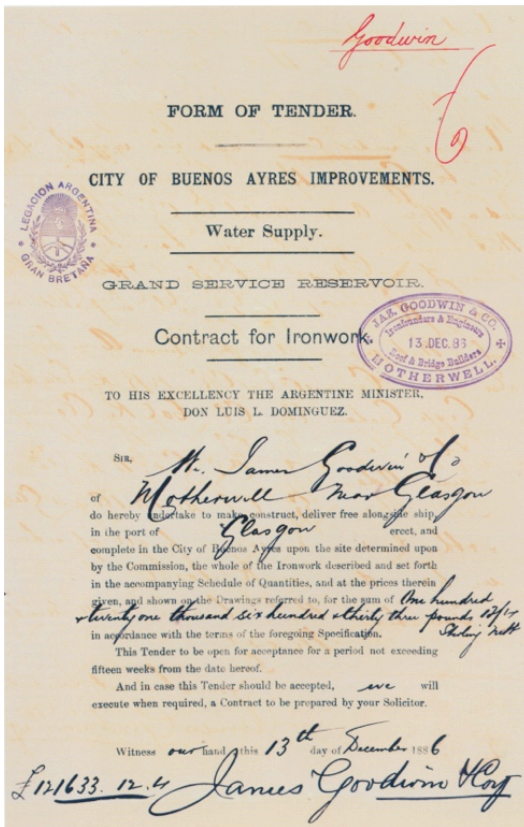 Goodwin
6
FORM OF TENDER.
CITY OF BUENOS AYRES IMPROVEMENTS.
LEGACION ARGENTINA
GRAN BRETAÑA
Water Supply.
GRAND SERVICE RESERVOIR.
Contract for Ironwork.
JAS. GOODWIN & CO.
Ironfounders & Engineers
13 DEC. 86
Roof & Bridge Builders
MOTHERWELL.
TO HIS EXCELLENCY THE ARGENTINE MINISTER,
DON LUIS L. DOMINGUEZ.
SIR,
We James Goodwin & Co
of Motherwell near Glasgow
do hereby undertake to make, construct, deliver free alongside ship,
in the port of Glasgow erect, and
complete in the City of Buenos Ayres upon the site determined upon
by the Commission, the whole of the Ironwork described and set forth
in the accompanying Schedule of Quantities, and at the prices therein
given, and shown on the Drawings referred to, for the sum of One hundred
& twenty one thousand six hundred & thirty three pounds 12/4
in accordance with the terms of the foregoing Specification. Sterling Nett
This Tender to be open for acceptance for a period not exceeding
fifteen weeks from the date hereof.
And in case this Tender should be accepted, we will
execute when required, a Contract to be prepared by your Solicitor.
Witness our hand, this 13th day of December 1886
£121633.12.4 James Goodwin & Coy